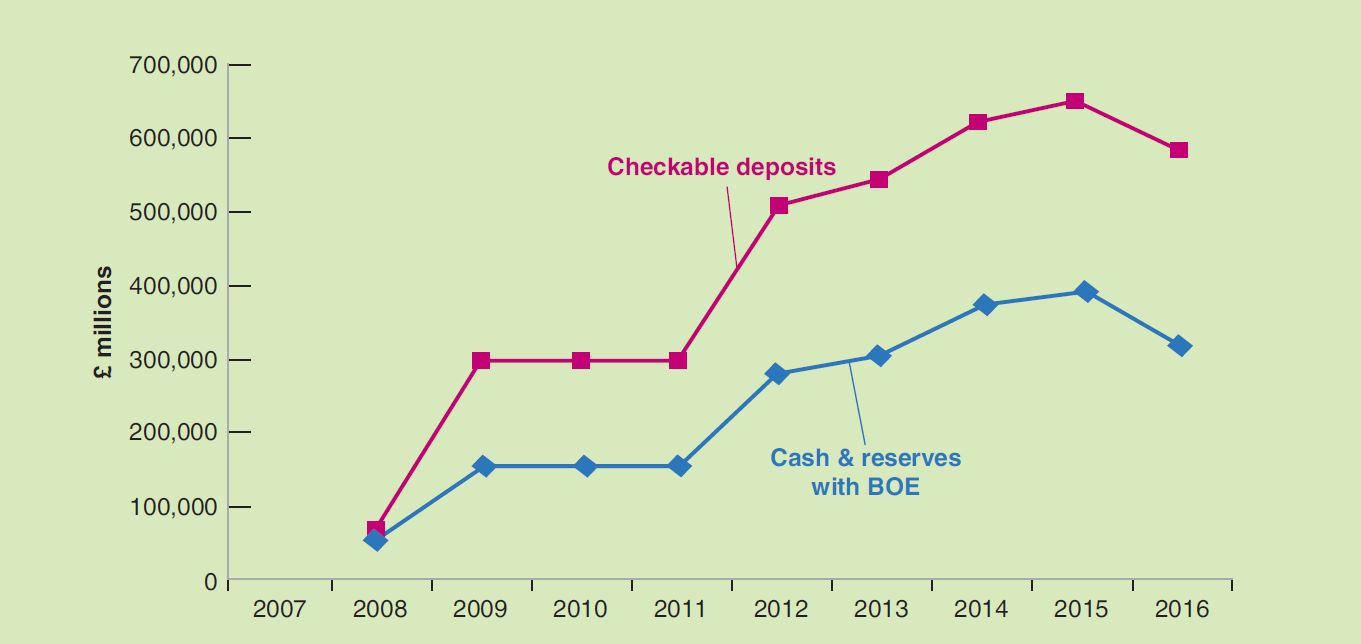 700,000
600,000
500,000
400,000
300,000
200,000
100,000
0
£ millions
Checkable deposits
Cash & reserves
with BOE
2007 2008 2009 2010 2011 2012 2013 2014 2015 2016